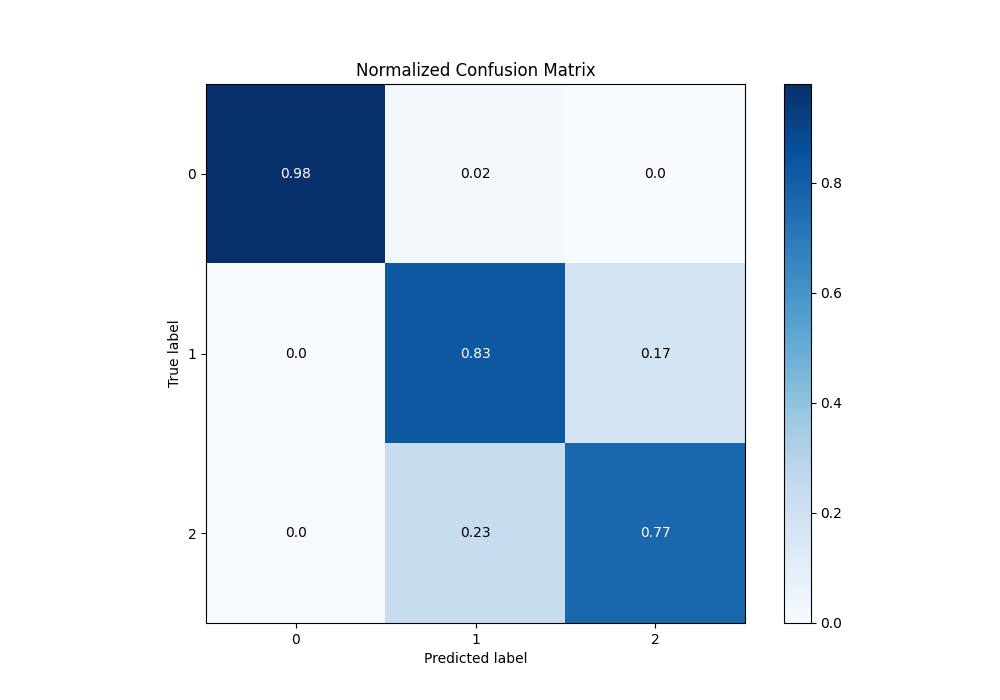 Normalized Confusion Matrix
0 0.98 0.02 0.0
1 0.0 0.83 0.17
2 0.0 0.23 0.77
0 1 2
True label
Predicted label
0.8
0.6
0.4
0.2
0.0